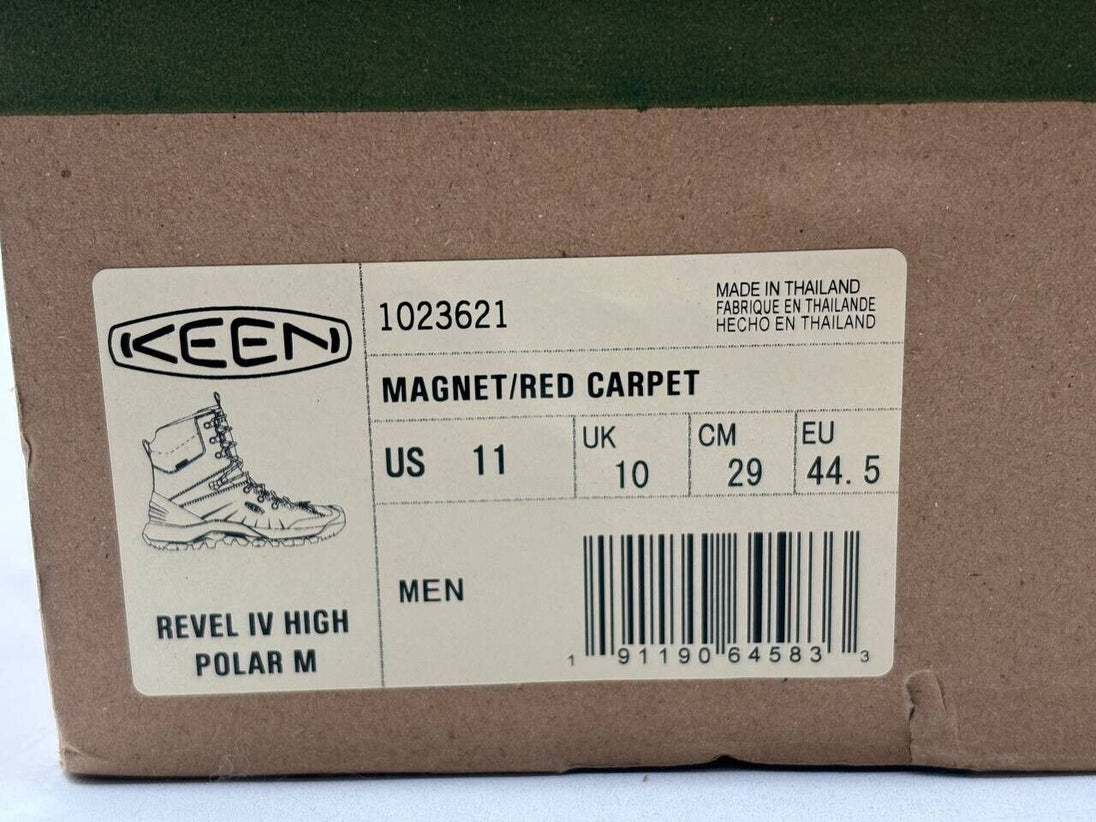 KEEN
1023621
MADE IN THAILAND
FABRIQUE EN THAILANDE
HECHO EN THAILAND
MAGNET/RED CARPET
US 11
UK
10
CM
29
EU
44.5
MEN
REVEL IV HIGH
POLAR M
1 91190 64583 3